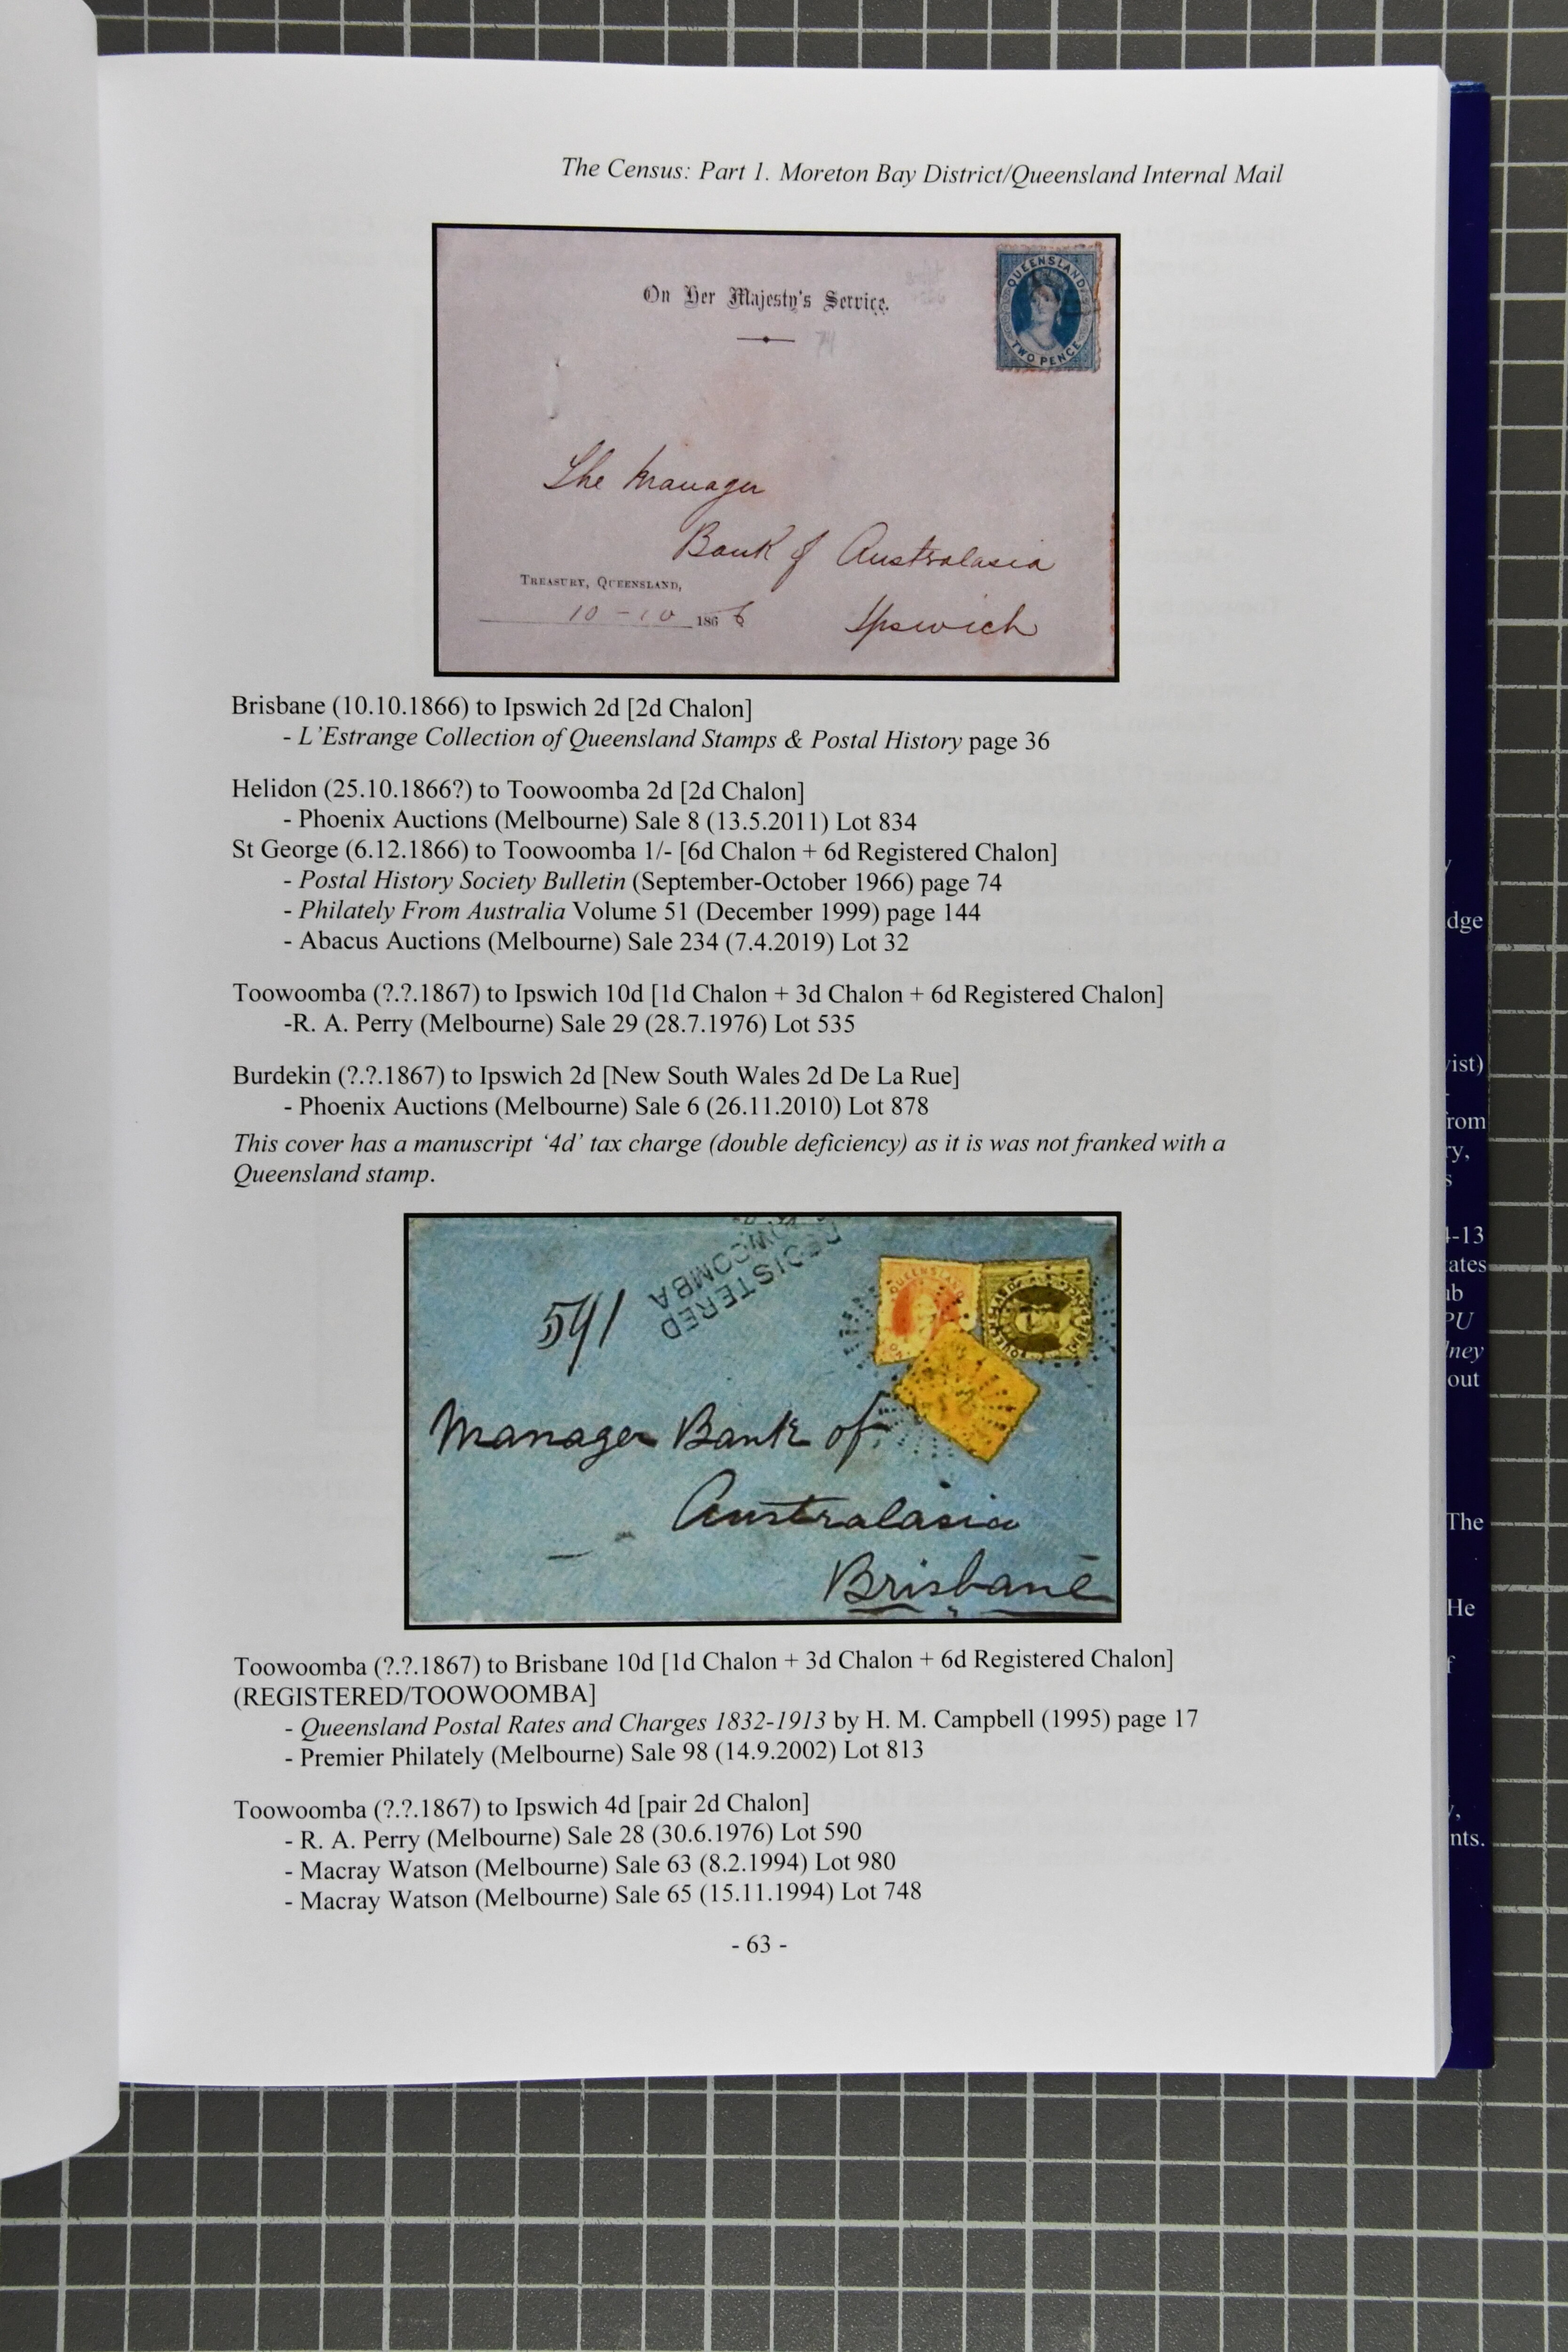 The Census: Part 1. Moreton Bay District/Queensland Internal Mail
On Her Majesty's Service.
QUEENSLAND
TWO PENCE
74
The Manager
Bank of Australasia
TREASURY, QUEENSLAND,
10-10 1866
Ipswich
Brisbane (10.10.1866) to Ipswich 2d [2d Chalon]
- L'Estrange Collection of Queensland Stamps & Postal History page 36
Helidon (25.10.1866?) to Toowoomba 2d [2d Chalon]
- Phoenix Auctions (Melbourne) Sale 8 (13.5.2011) Lot 834
St George (6.12.1866) to Toowoomba 1/- [6d Chalon + 6d Registered Chalon]
- Postal History Society Bulletin (September-October 1966) page 74
- Philately From Australia Volume 51 (December 1999) page 144
- Abacus Auctions (Melbourne) Sale 234 (7.4.2019) Lot 32
Toowoomba (?.?.1867) to Ipswich 10d [1d Chalon + 3d Chalon + 6d Registered Chalon]
-R. A. Perry (Melbourne) Sale 29 (28.7.1976) Lot 535
Burdekin (?.?.1867) to Ipswich 2d [New South Wales 2d De La Rue]
- Phoenix Auctions (Melbourne) Sale 6 (26.11.2010) Lot 878
This cover has a manuscript '4d' tax charge (double deficiency) as it is was not franked with a
Queensland stamp.
REGISTERED
TOOWOOMBA
541
QUEENSLAND
Manager Bank of
Australasia
Brisbane
Toowoomba (?.?.1867) to Brisbane 10d [1d Chalon + 3d Chalon + 6d Registered Chalon]
(REGISTERED/TOOWOOMBA]
- Queensland Postal Rates and Charges 1832-1913 by H. M. Campbell (1995) page 17
- Premier Philately (Melbourne) Sale 98 (14.9.2002) Lot 813
Toowoomba (?.?.1867) to Ipswich 4d [pair 2d Chalon]
- R. A. Perry (Melbourne) Sale 28 (30.6.1976) Lot 590
- Macray Watson (Melbourne) Sale 63 (8.2.1994) Lot 980
- Macray Watson (Melbourne) Sale 65 (15.11.1994) Lot 748
- 63 -
The
He
out